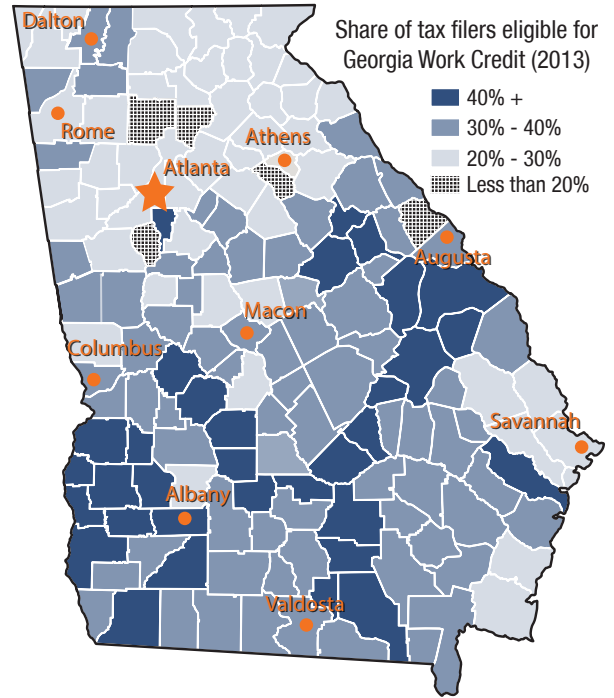 Share of tax filers eligible for
Georgia Work Credit (2013)
40% +
30% - 40%
20% - 30%
Less than 20%
Dalton
Rome
Athens
Atlanta
Augusta
Macon
Columbus
Savannah
Albany
Valdosta